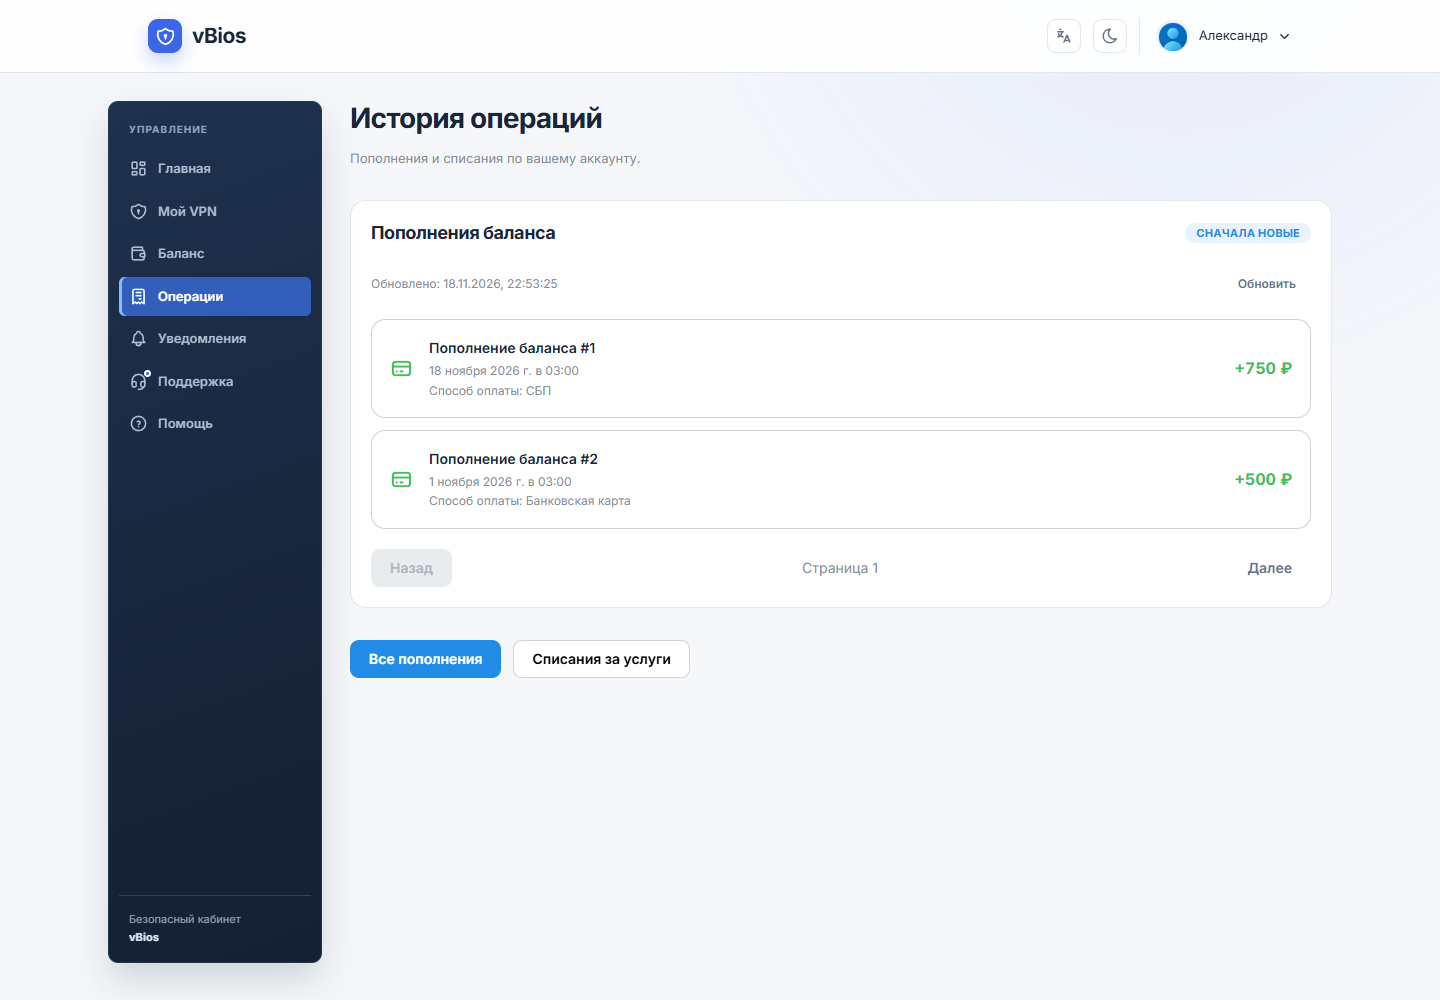 vBios
Александр
УПРАВЛЕНИЕ
Главная
Мой VPN
Баланс
Операции
Уведомления
Поддержка
Помощь
Безопасный кабинет
vBios
История операций
Пополнения и списания по вашему аккаунту.
Пополнения баланса
СНАЧАЛА НОВЫЕ
Обновлено: 18.11.2026, 22:53:25
Обновить
Пополнение баланса #1
18 ноября 2026 г. в 03:00
Способ оплаты: СБП
+750 ₽
Пополнение баланса #2
1 ноября 2026 г. в 03:00
Способ оплаты: Банковская карта
+500 ₽
Назад
Страница 1
Далее
Все пополнения
Списания за услуги